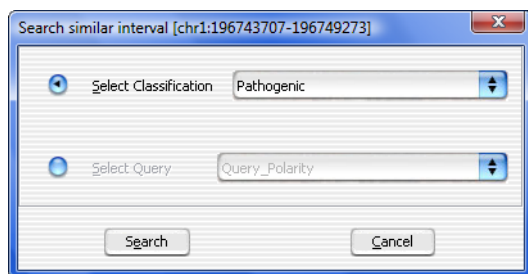 Search similar interval [chr1:196743707-196749273]
Select Classification Pathogenic
Select Query Query_Polarity
Search Cancel